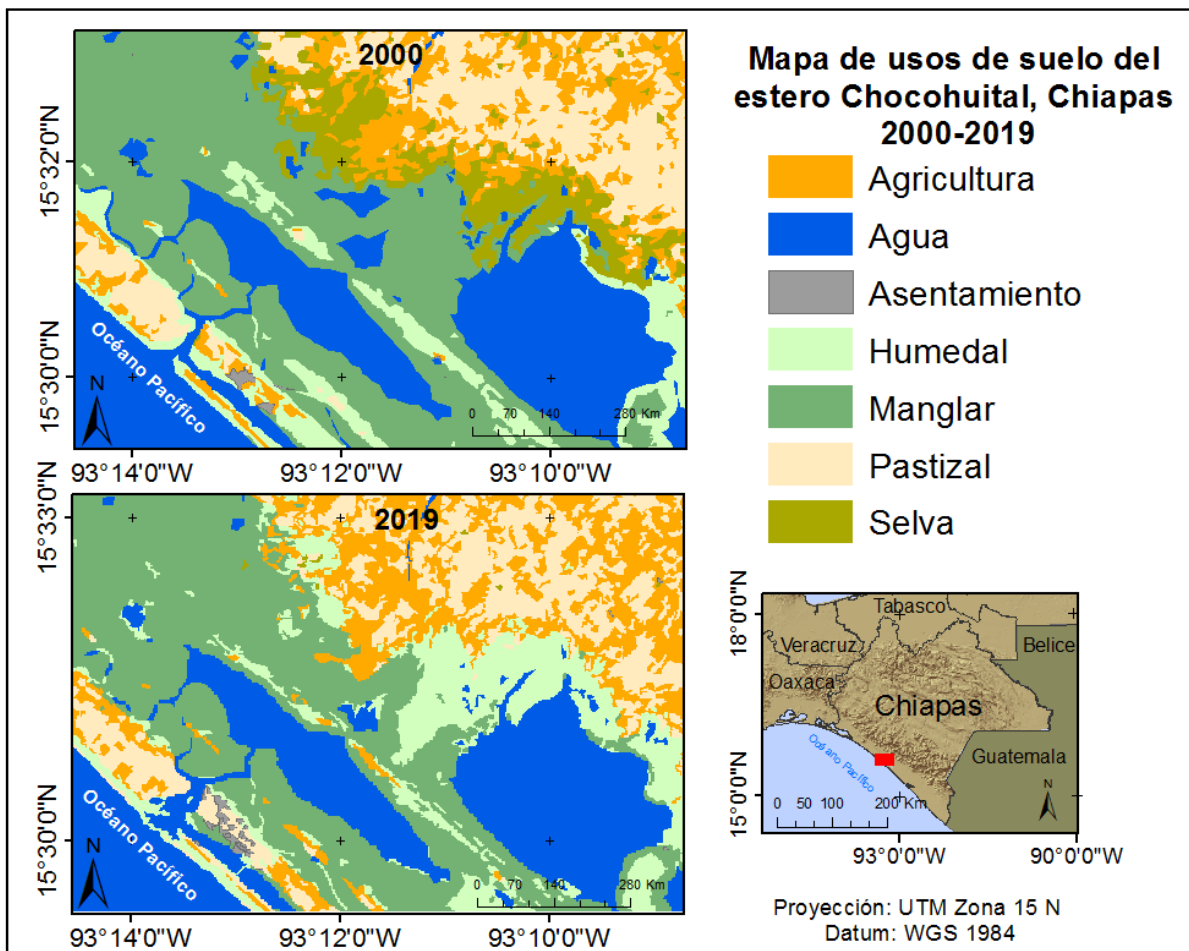 2000
15°32'0"N
15°30'0"N
Océano Pacífico
N
0 70 140 280 Km
93°14'0"W 93°12'0"W 93°10'0"W
2019
15°33'0"N
15°30'0"N
Océano Pacífico
N
0 70 140 280 Km
93°14'0"W 93°12'0"W 93°10'0"W
Mapa de usos de suelo del
estero Chocohuital, Chiapas
2000-2019
Agricultura
Agua
Asentamiento
Humedal
Manglar
Pastizal
Selva
18°0'0"N
15°0'0"N
Tabasco
Veracruz
Belice
Oaxaca
Chiapas
Guatemala
Océano Pacífico
N
0 50 100 200 Km
93°0'0"W 90°0'0"W
Proyección: UTM Zona 15 N
Datum: WGS 1984